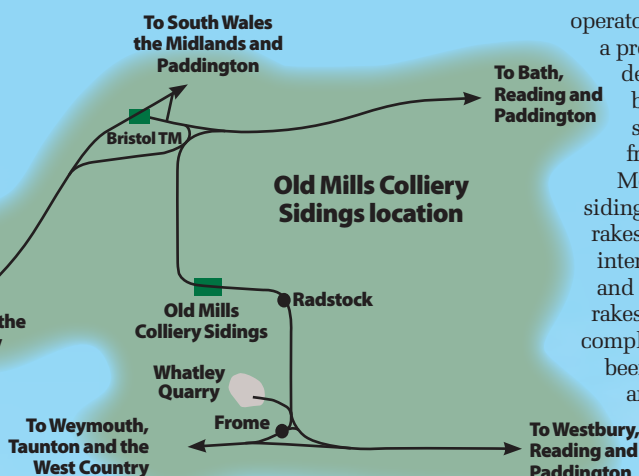 To South Wales
the Midlands and
Paddington
To Bath,
Reading and
Paddington
Bristol TM
Old Mills Colliery
Sidings location
Old Mills
Colliery Sidings
Radstock
the
Whatley
Quarry
Frome
To Weymouth,
Taunton and the
West Country
To Westbury,
Reading and
Paddington
operato
a pro
de
b
s
fr
M
siding
rakes
inter
and
rakes
compl
been
a